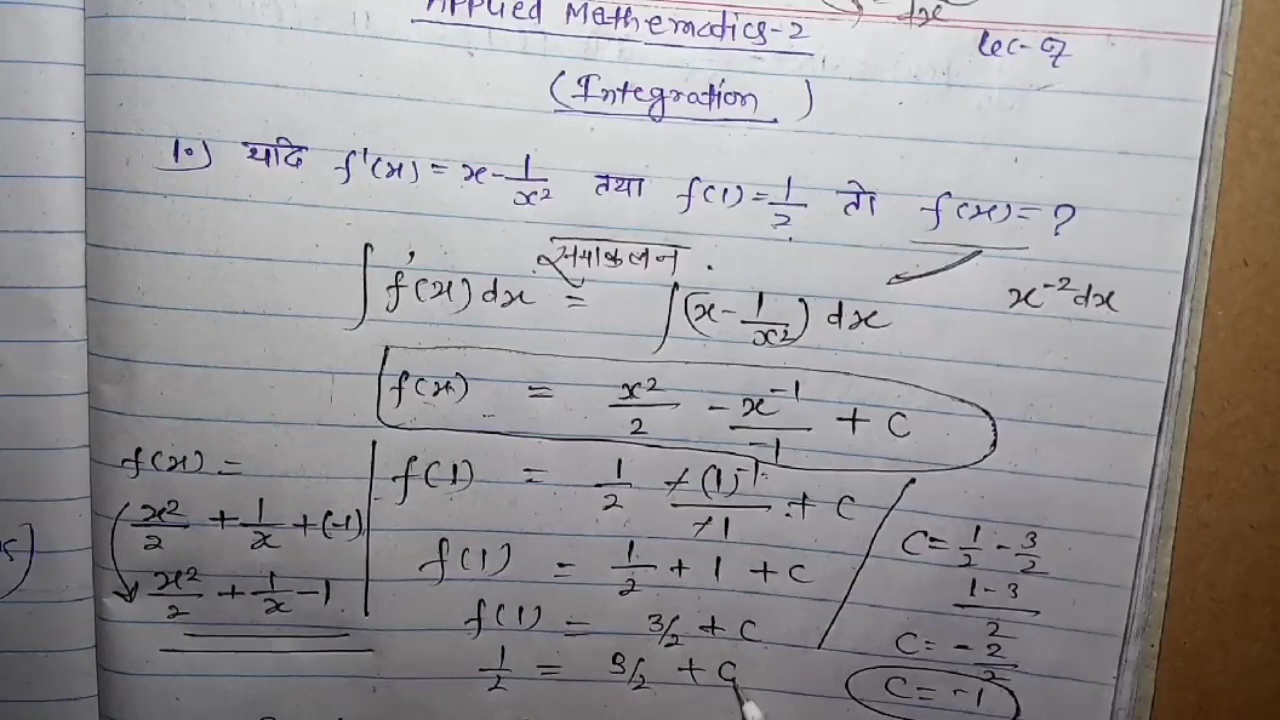 Applied Mathematics-2
dx
Lec-07
(Integration)
10) यदि f'(x) = x - 1/x² तथा f(1) = 1/2 तो f(x) = ?
समाकलन
∫ f'(x) dx = ∫ (x - 1/x²) dx
x⁻² dx
f(x) = x²/2 - x⁻¹/-1 + C
f(1) = 1/2 - (1)⁻¹/-1 + C
f(1) = 1/2 + 1 + C
f(1) = 3/2 + C
1/2 = 3/2 + C
C = 1/2 - 3/2
1-3/2
C = -2/2
C = -1
f(x) =
x²/2 + 1/x + (-1)
x²/2 + 1/x - 1